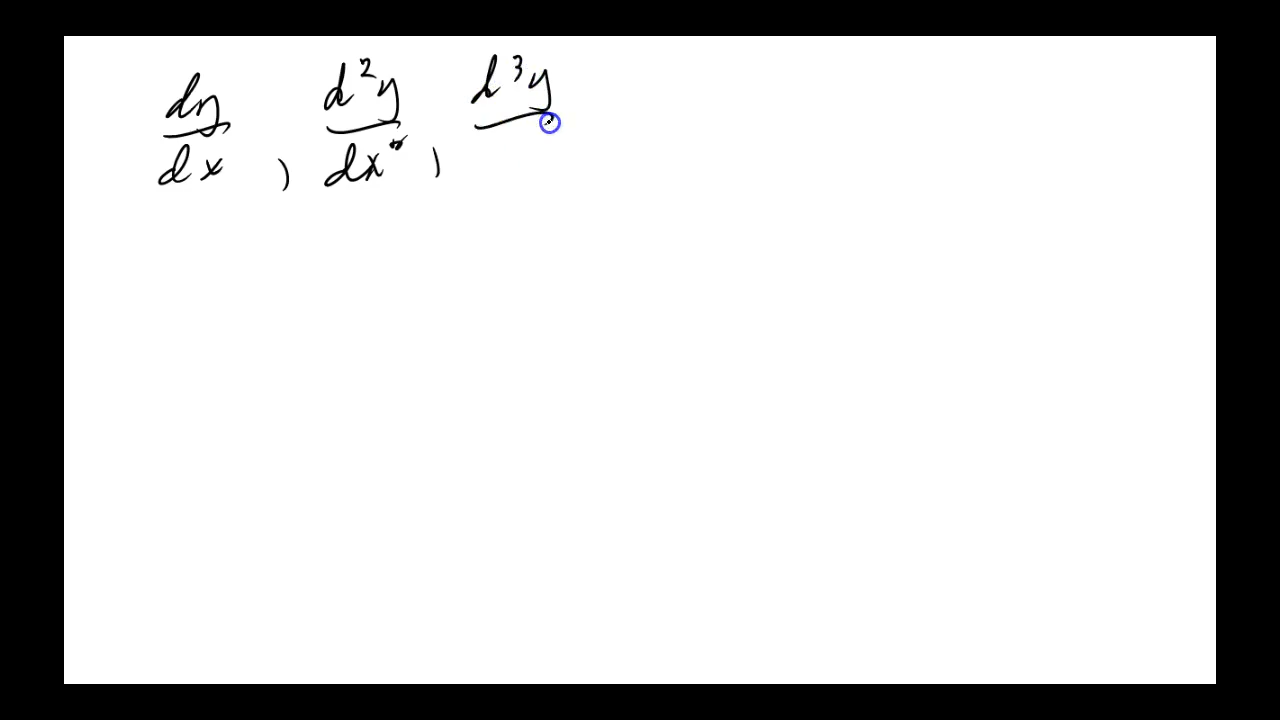 dy/dx , d²y/dx² , d³y/